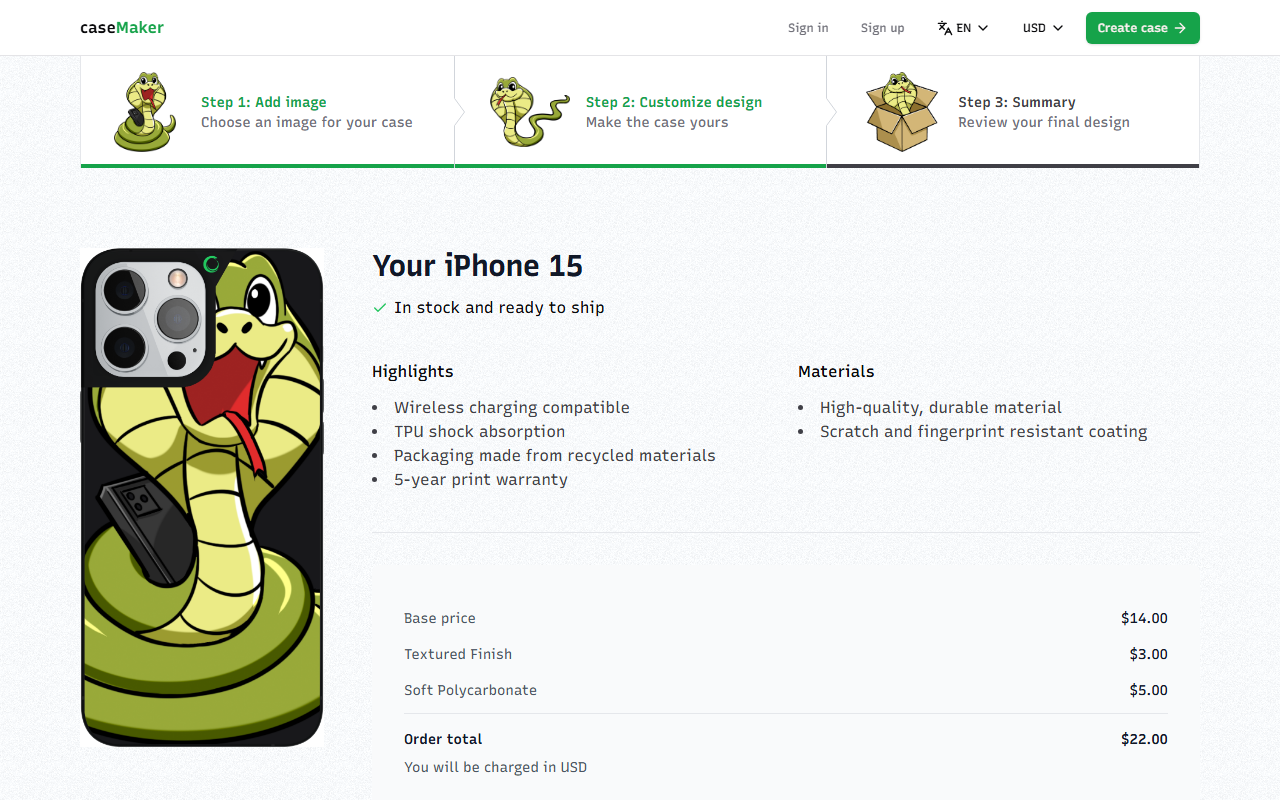 caseMaker
Sign in
Sign up
EN
USD
Create case
Step 1: Add image
Choose an image for your case
Step 2: Customize design
Make the case yours
Step 3: Summary
Review your final design
Your iPhone 15
In stock and ready to ship
Highlights
Wireless charging compatible
TPU shock absorption
Packaging made from recycled materials
5-year print warranty
Materials
High-quality, durable material
Scratch and fingerprint resistant coating
Base price $14.00
Textured Finish $3.00
Soft Polycarbonate $5.00
Order total $22.00
You will be charged in USD